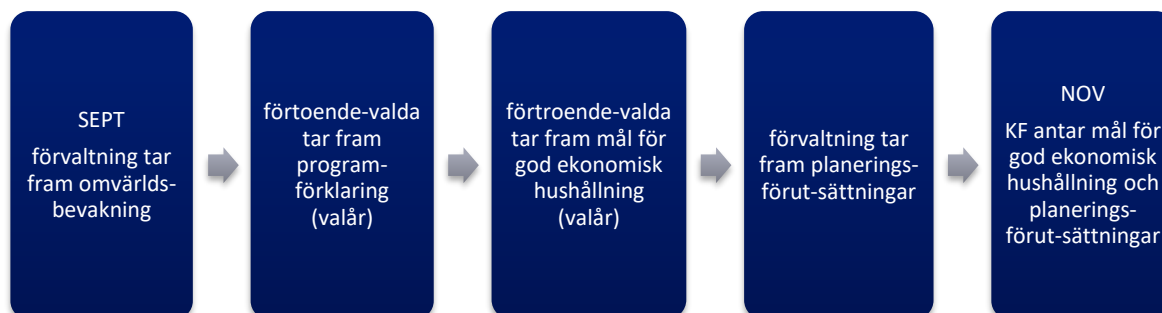 SEPT
förvaltning tar
fram omvärlds-
bevakning
förtoende-valda
tar fram
program-
förklaring
(valår)
förtroende-valda
tar fram mål för
god ekonomisk
hushållning
(valår)
förvaltning tar
fram planerings-
förut-sättningar
NOV
KF antar mål för
god ekonomisk
hushållning och
planerings-
förut-sättningar